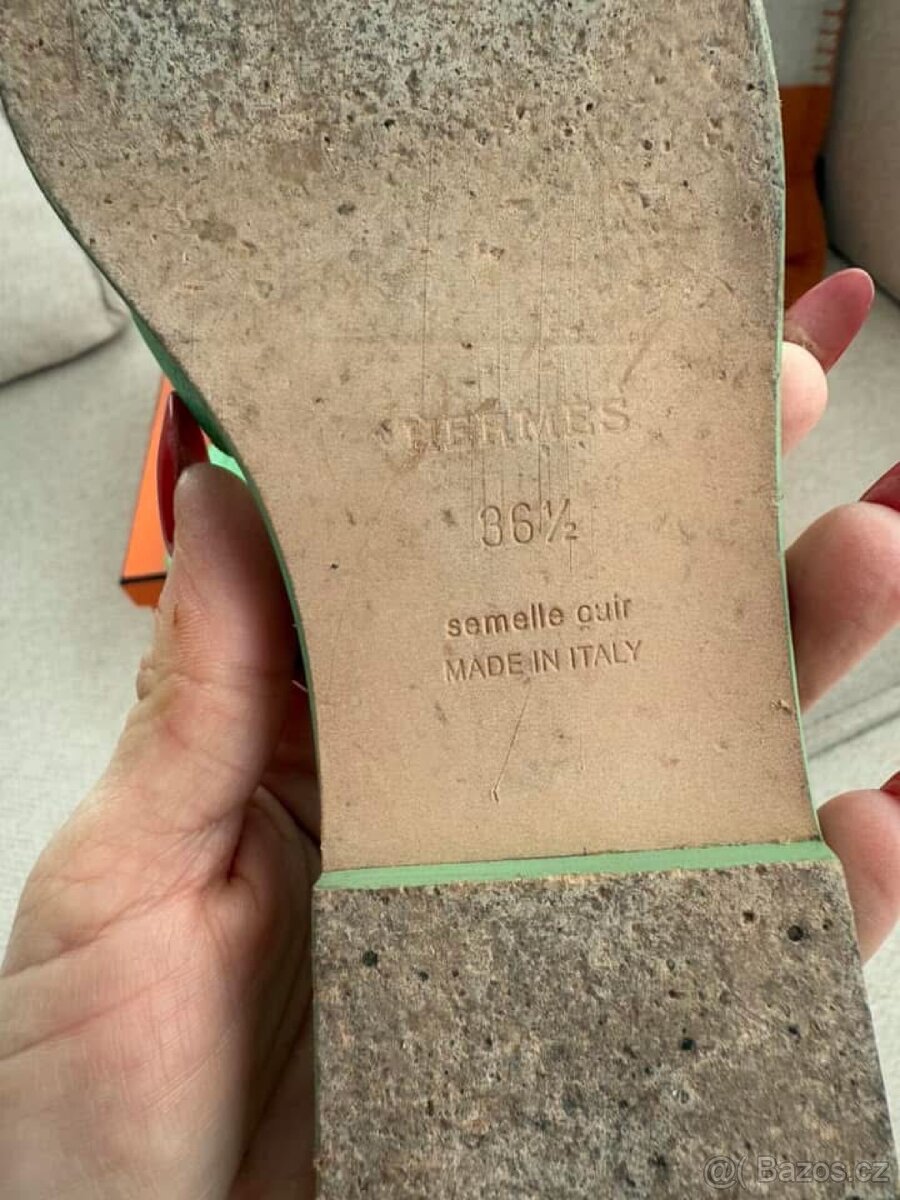 HERMES
36½
semelle cuir
MADE IN ITALY
@( Bazos.cz